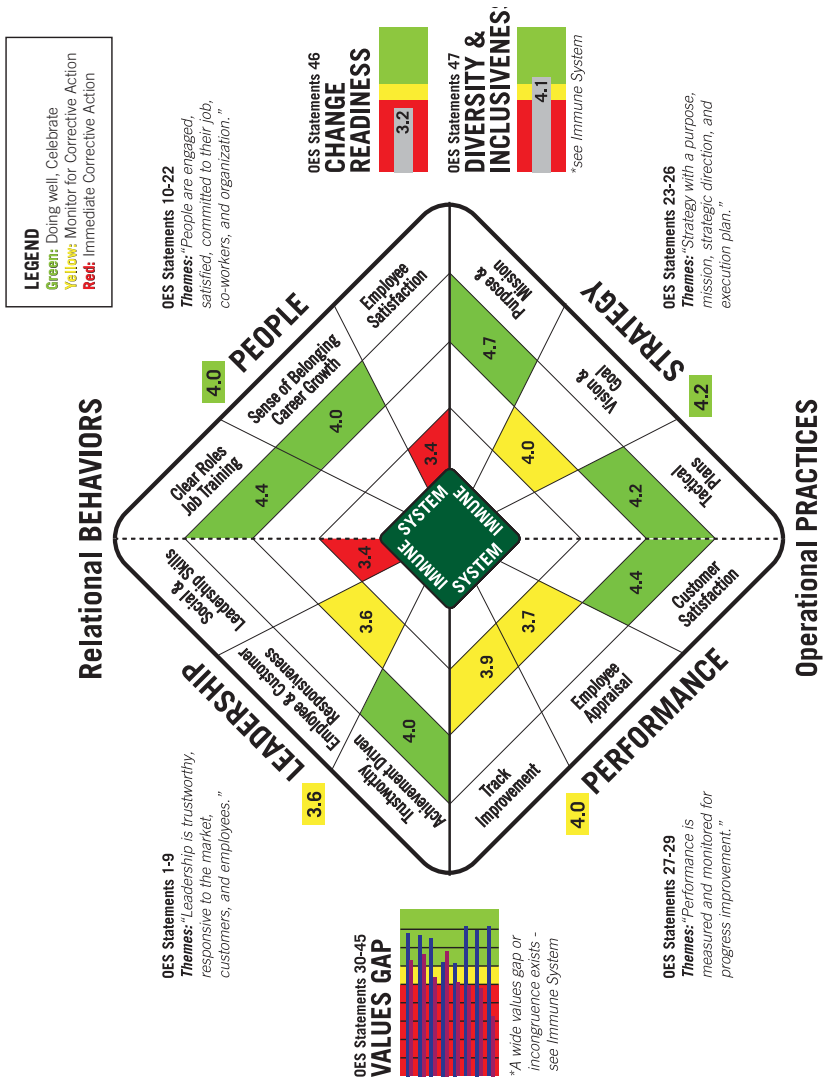 LEGEND
Green: Doing well, Celebrate
Yellow: Monitor for Corrective Action
Red: Immediate Corrective Action
Relational BEHAVIORS
OES Statements 1-9
Themes: “Leadership is trustworthy,
responsive to the market,
customers, and employees.”
3.6
LEADERSHIP
Trustworthy
Achievement Driven
Employee & Customer
Responsiveness
Social &
Leadership Skills
4.0
3.6
3.4
OES Statements 10-22
Themes: “People are engaged,
satisfied, committed to their job,
co-workers, and organization.”
4.0
PEOPLE
Clear Roles
Job Training
Sense of Belonging
Career Growth
Employee
Satisfaction
4.4
4.0
3.4
OES Statements 30-45
VALUES GAP
*A wide values gap or
incongruence exists -
see Immune System
IMMUNE
SYSTEM
IMMUNE
SYSTEM
OES Statements 46
CHANGE
READINESS
3.2
OES Statements 47
DIVERSITY &
INCLUSIVENES
4.1
*see Immune System
3.9
3.7
4.4
Track
Improvement
Employee
Appraisal
Customer
Satisfaction
4.0
PERFORMANCE
OES Statements 27-29
Themes: “Performance is
measured and monitored for
progress improvement.”
4.7
4.0
4.2
Purpose &
Mission
Vision &
Goal
Tactical
Plans
4.2
STRATEGY
OES Statements 23-26
Themes: “Strategy with a purpose,
mission, strategic direction, and
execution plan.”
Operational PRACTICES